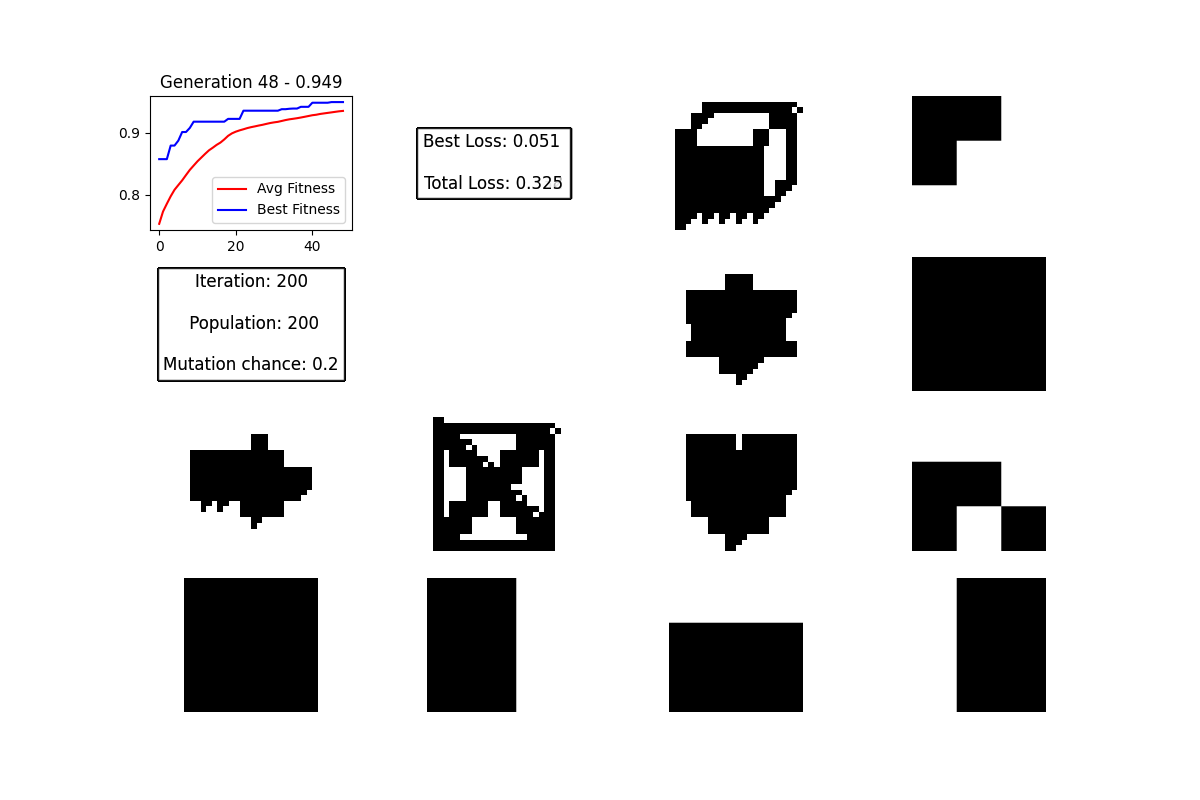 Generation 48 - 0.949
0.9
0.8
Avg Fitness
Best Fitness
0
20
40
Best Loss: 0.051
Total Loss: 0.325
Iteration: 200
Population: 200
Mutation chance: 0.2